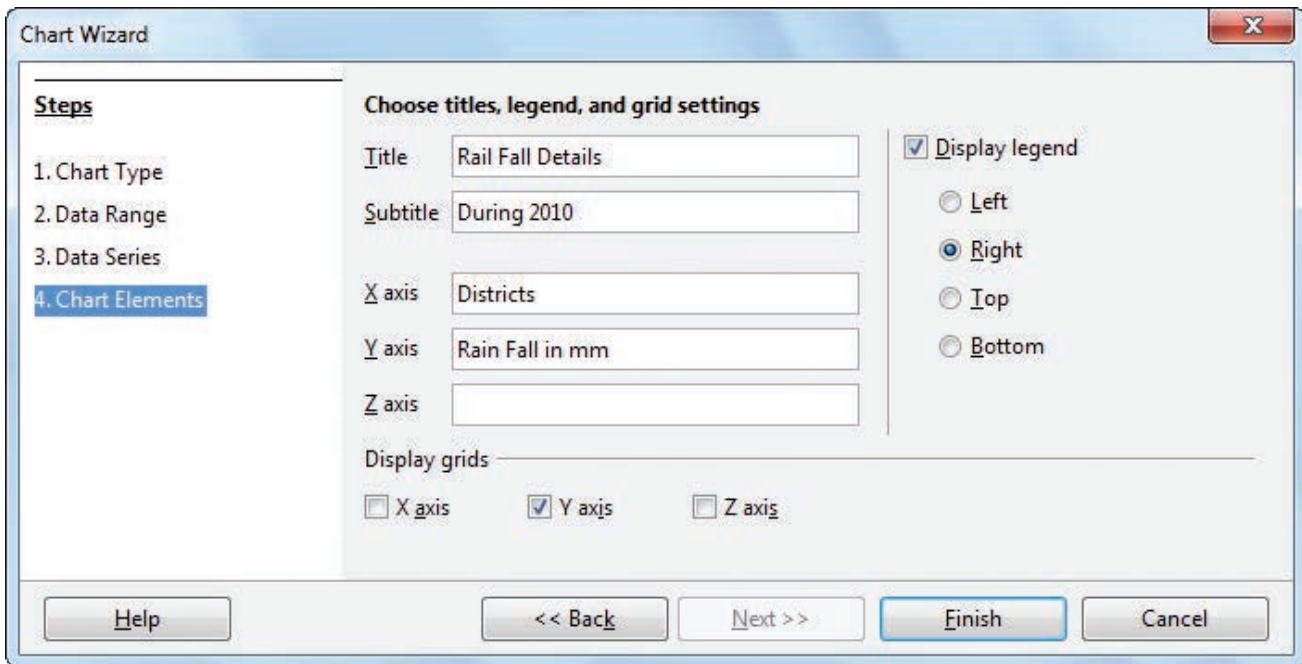 Chart Wizard
Steps
1. Chart Type
2. Data Range
3. Data Series
4. Chart Elements
Choose titles, legend, and grid settings
Title Rail Fall Details
Subtitle During 2010
X axis Districts
Y axis Rain Fall in mm
Z axis
Display legend
Left
Right
Top
Bottom
Display grids
X axis Y axis Z axis
Help << Back Next >> Finish Cancel